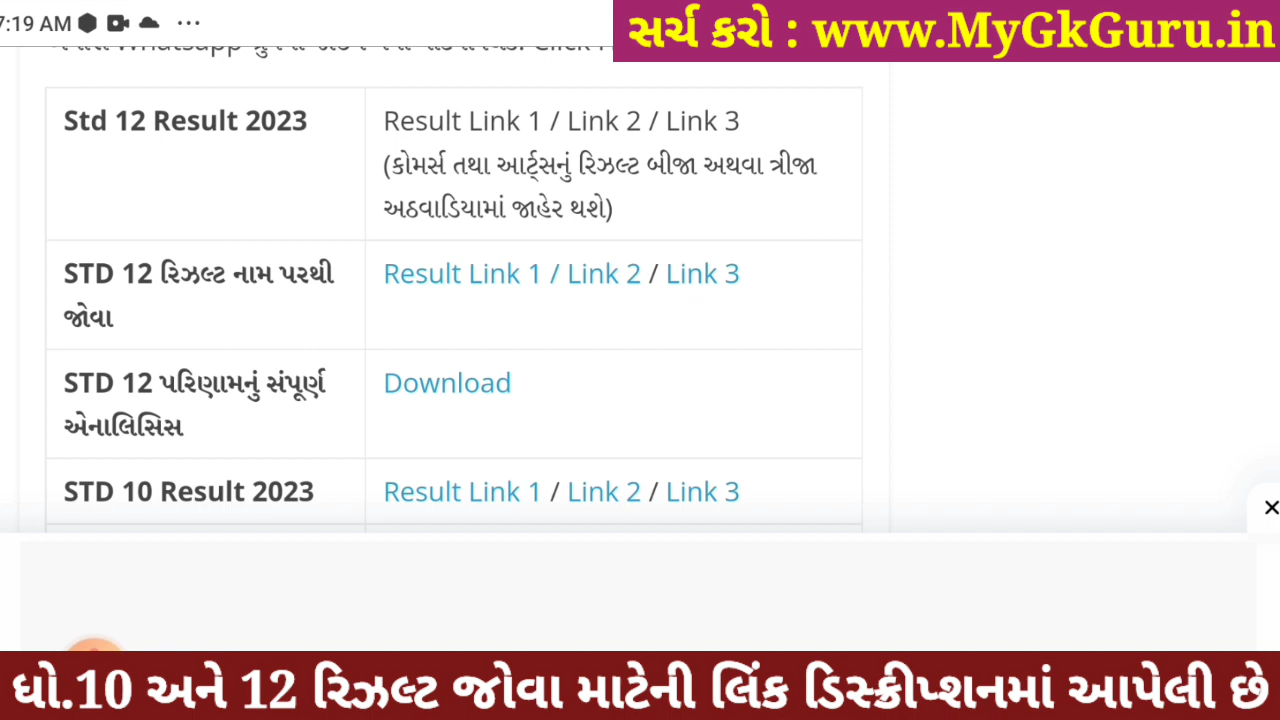 7:19 AM
સર્ચ કરો : www.MyGkGuru.in
Whatsapp
Std 12 Result 2023
Result Link 1 / Link 2 / Link 3
(કોમર્સ તથા આર્ટ્સનું રિઝલ્ટ બીજા અથવા ત્રીજા
અઠવાડિયામાં જાહેર થશે)
STD 12 રિઝલ્ટ નામ પરથી
જોવા
Result Link 1 / Link 2 / Link 3
STD 12 પરિણામનું સંપૂર્ણ
એનાલિસિસ
Download
STD 10 Result 2023
Result Link 1 / Link 2 / Link 3
ધો.10 અને 12 રિઝલ્ટ જોવા માટેની લિંક ડિસ્ક્રીપ્શનમાં આપેલી છે